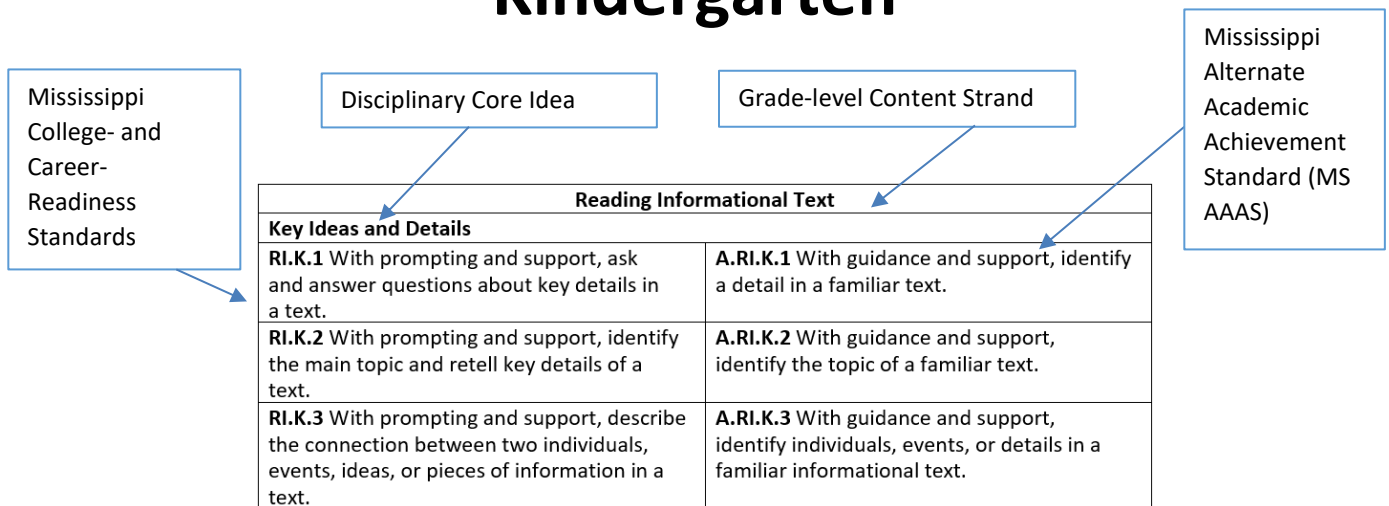 Kindergarten
Mississippi
College- and
Career-
Readiness
Standards
Disciplinary Core Idea
Grade-level Content Strand
Mississippi
Alternate
Academic
Achievement
Standard (MS
AAAS)
Reading Informational Text
Key Ideas and Details
RI.K.1 With prompting and support, ask
and answer questions about key details in
a text.
A.RI.K.1 With guidance and support, identify
a detail in a familiar text.
RI.K.2 With prompting and support, identify
the main topic and retell key details of a
text.
A.RI.K.2 With guidance and support,
identify the topic of a familiar text.
RI.K.3 With prompting and support, describe
the connection between two individuals,
events, ideas, or pieces of information in a
text.
A.RI.K.3 With guidance and support,
identify individuals, events, or details in a
familiar informational text.